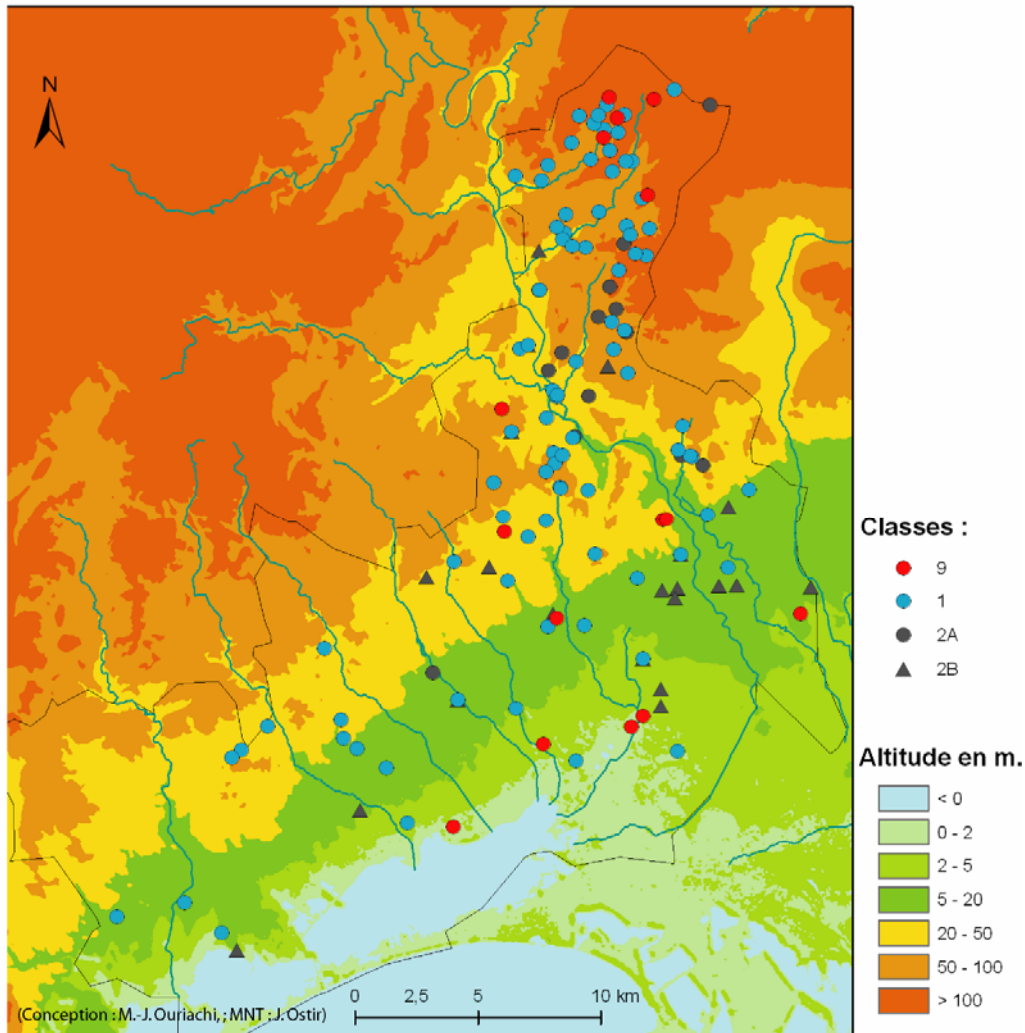 N
Classes :
9
1
2A
2B
Altitude en m.
< 0
0 - 2
2 - 5
5 - 20
20 - 50
50 - 100
> 100
0 2,5 5 10 km
(Conception : M.-J.Ouriachi, ; MNT : J. Ostir)